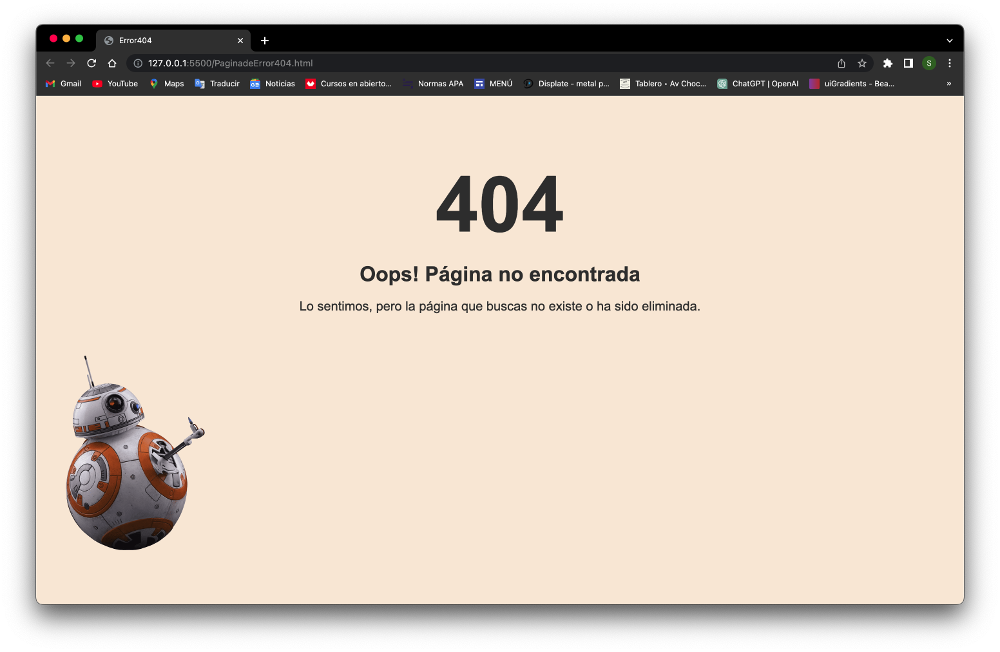 Error404
127.0.0.1:5500/PaginadeError404.html
S
Gmail YouTube Maps Traducir Noticias Cursos en abierto... Normas APA MENÚ Displate - metal p... Tablero • Av Choc... ChatGPT | OpenAI uiGradients - Bea... »
404
Oops! Página no encontrada
Lo sentimos, pero la página que buscas no existe o ha sido eliminada.